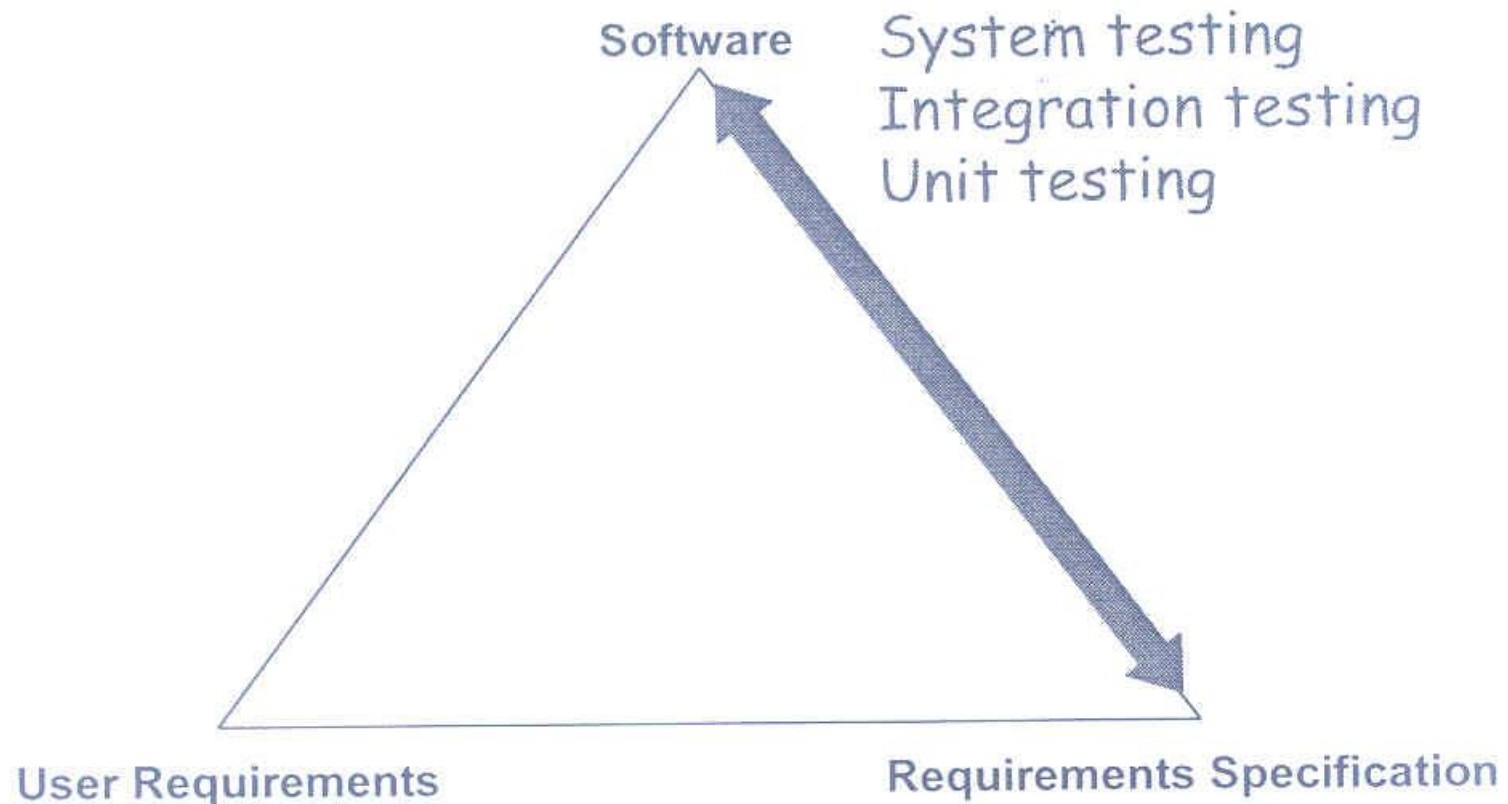 Software
System testing
Integration testing
Unit testing
User Requirements
Requirements Specification